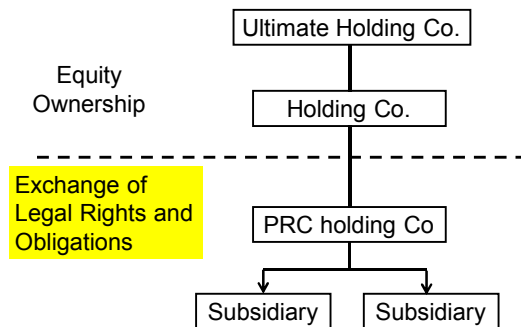 Ultimate Holding Co.
Equity
Ownership
Holding Co.
Exchange of
Legal Rights and
Obligations
PRC holding Co
Subsidiary
Subsidiary